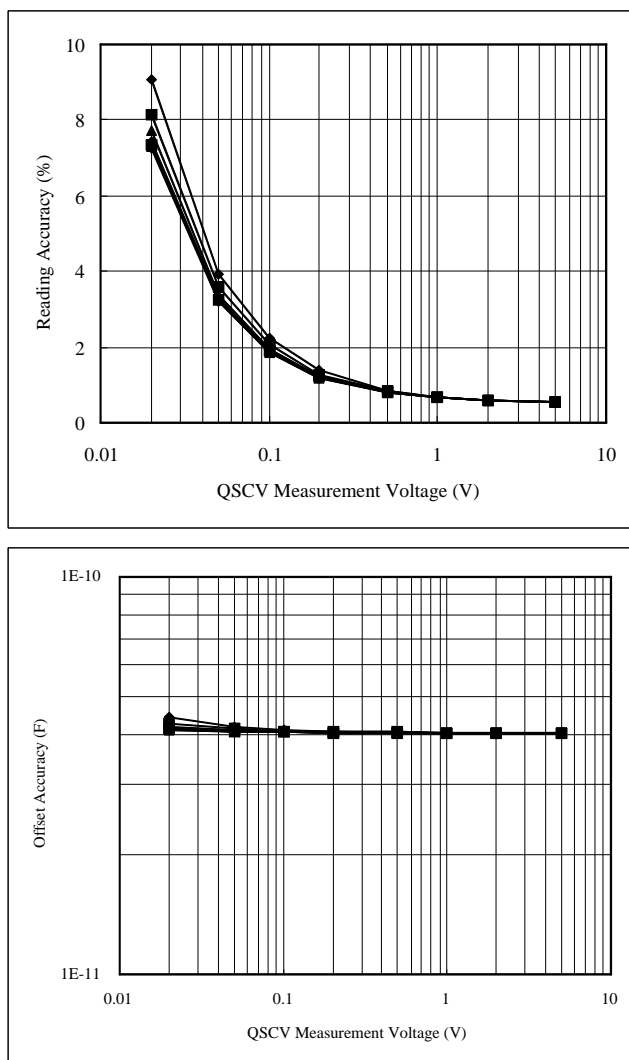 10
8
6
4
2
0
Reading Accuracy (%)
0.01 0.1 1 10
QSCV Measurement Voltage (V)
1E-10
1E-11
Offset Accuracy (F)
0.01 0.1 1 10
QSCV Measurement Voltage (V)